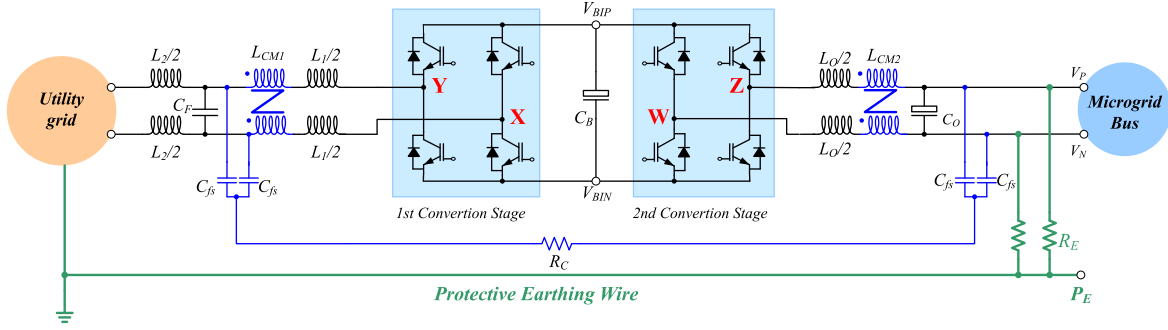 V_BIP
L_2/2
L_CM1
L_1/2
L_O/2
L_CM2
Utility
grid
C_F
Y
X
C_B
W
Z
C_O
V_P
Microgrid
Bus
V_N
L_2/2
L_1/2
L_O/2
C_fs
C_fs
V_BIN
C_fs
C_fs
1st Convertion Stage
2nd Convertion Stage
R_E
R_C
Protective Earthing Wire
P_E